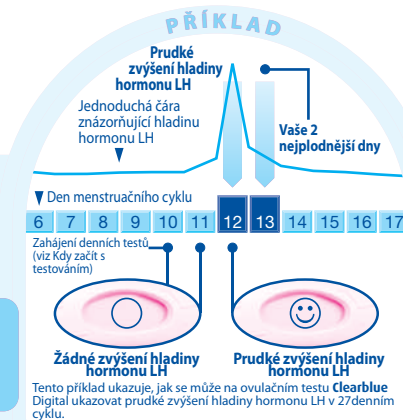 PŘÍKLAD
Prudké
zvýšení hladiny
hormonu LH
Jednoduchá čára
znázorňující hladinu
hormonu LH
Vaše 2
nejplodnější dny
Den menstruačního cyklu
6 7 8 9 10 11 12 13 14 15 16 17
Zahájení denních testů
(viz Kdy začít s
testováním)
Žádné zvýšení hladiny
hormonu LH
Prudké zvýšení hladiny
hormonu LH
Tento příklad ukazuje, jak se může na ovulačním testu Clearblue
Digital ukazovat prudké zvýšení hladiny hormonu LH v 27denním
cyklu.